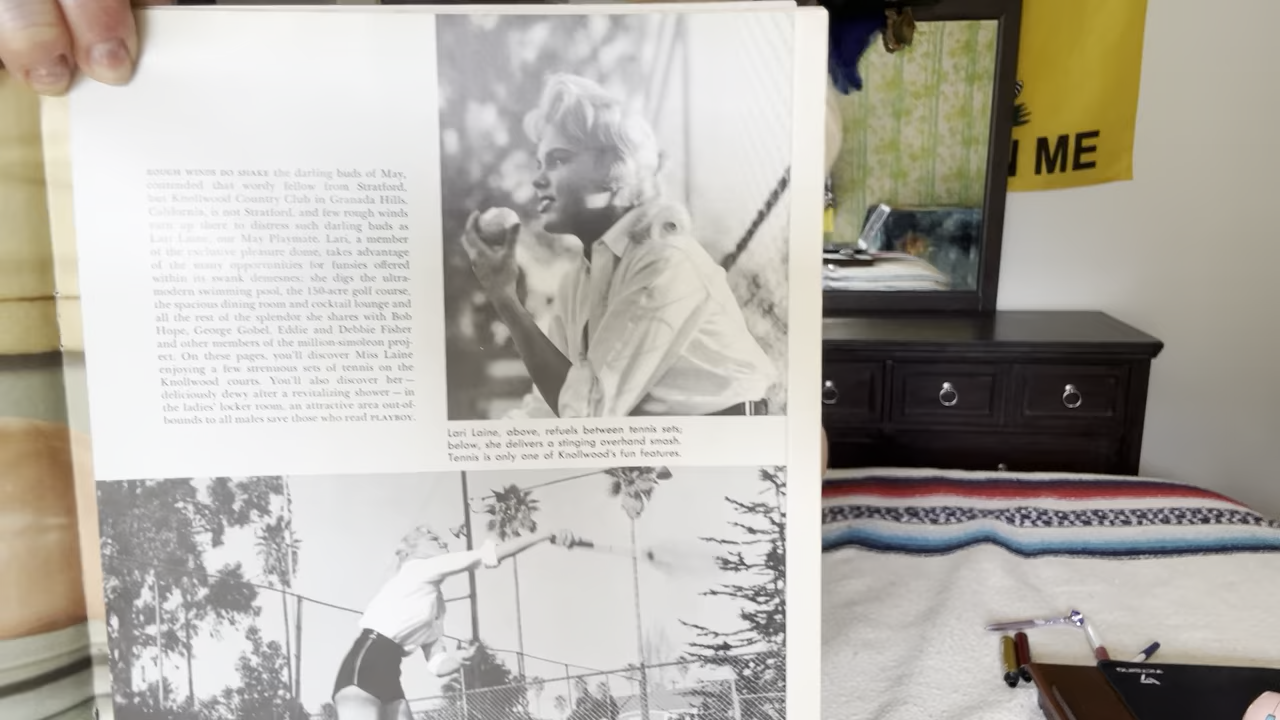 ROUGH WINDS DO SHAKE the darling buds of May,
contended that wordy fellow from Stratford,
but Knollwood Country Club in Granada Hills,
California, is not Stratford, and few rough winds
turn up there to distress such darling buds as
Lari Laine, our May Playmate. Lari, a member
of the exclusive pleasure dome, takes advantage
of the many opportunities for funsies offered
within its swank demesnes: she digs the ultra-
modern swimming pool, the 150-acre golf course,
the spacious dining room and cocktail lounge and
all the rest of the splendor she shares with Bob
Hope, George Gobel, Eddie and Debbie Fisher
and other members of the million-simoleon proj-
ect. On these pages, you'll discover Miss Laine
enjoying a few strenuous sets of tennis on the
Knollwood courts. You'll also discover her—
deliciously dewy after a revitalizing shower—in
the ladies' locker room, an attractive area out-of-
bounds to all males save those who read PLAYBOY.
Lari Laine, above, refuels between tennis sets;
below, she delivers a stinging overhand smash.
Tennis is only one of Knollwood's fun features.
ME